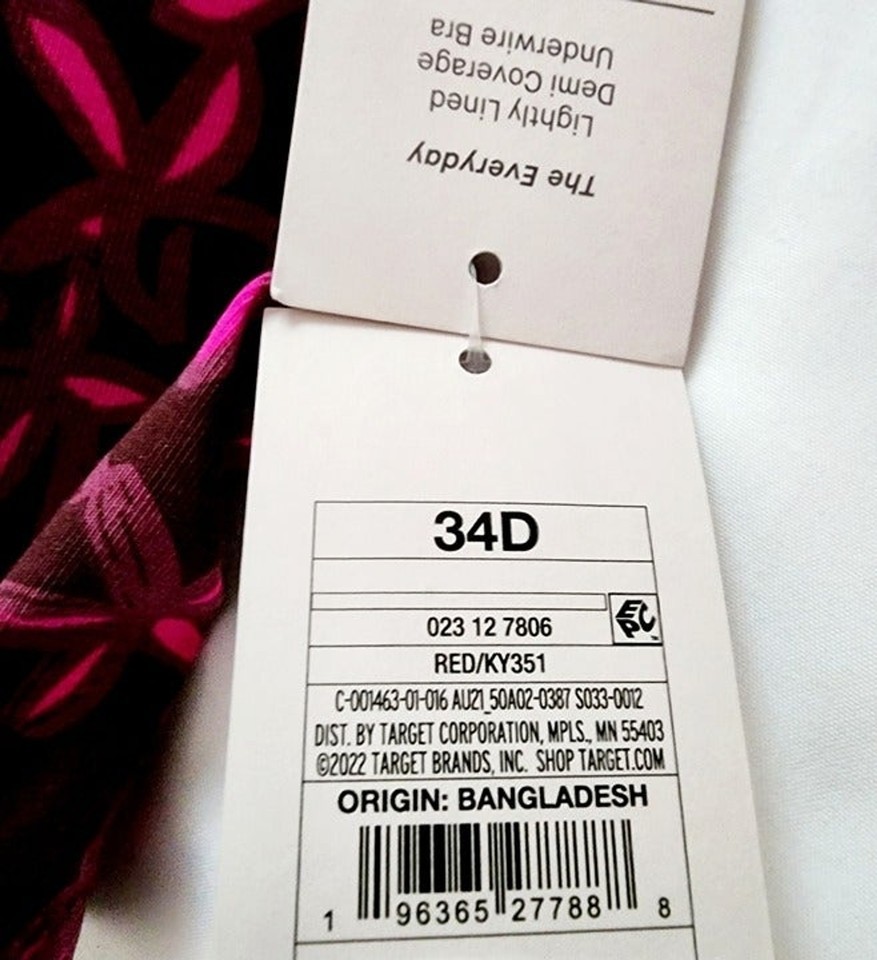 The Everyday
Lightly Lined
Demi Coverage
Underwire Bra
34D
023 12 7806
EPC
™
RED/KY351
C-001463-01-016 AU21_50A02-0387 S033-0012
DIST. BY TARGET CORPORATION, MPLS., MN 55403
©2022 TARGET BRANDS, INC. SHOP TARGET.COM
ORIGIN: BANGLADESH
1 96365 27788 8